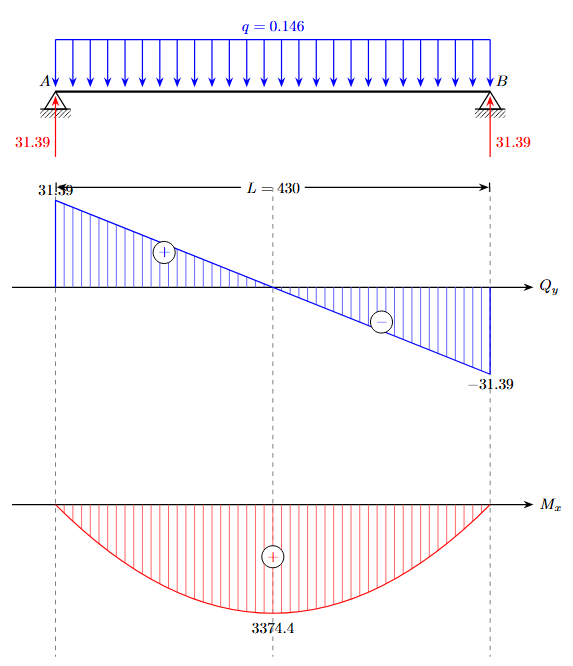 q = 0.146
A
B
31.39
31.39
31.39
L = 430
+
Q_y
−
−31.39
M_x
+
3374.4